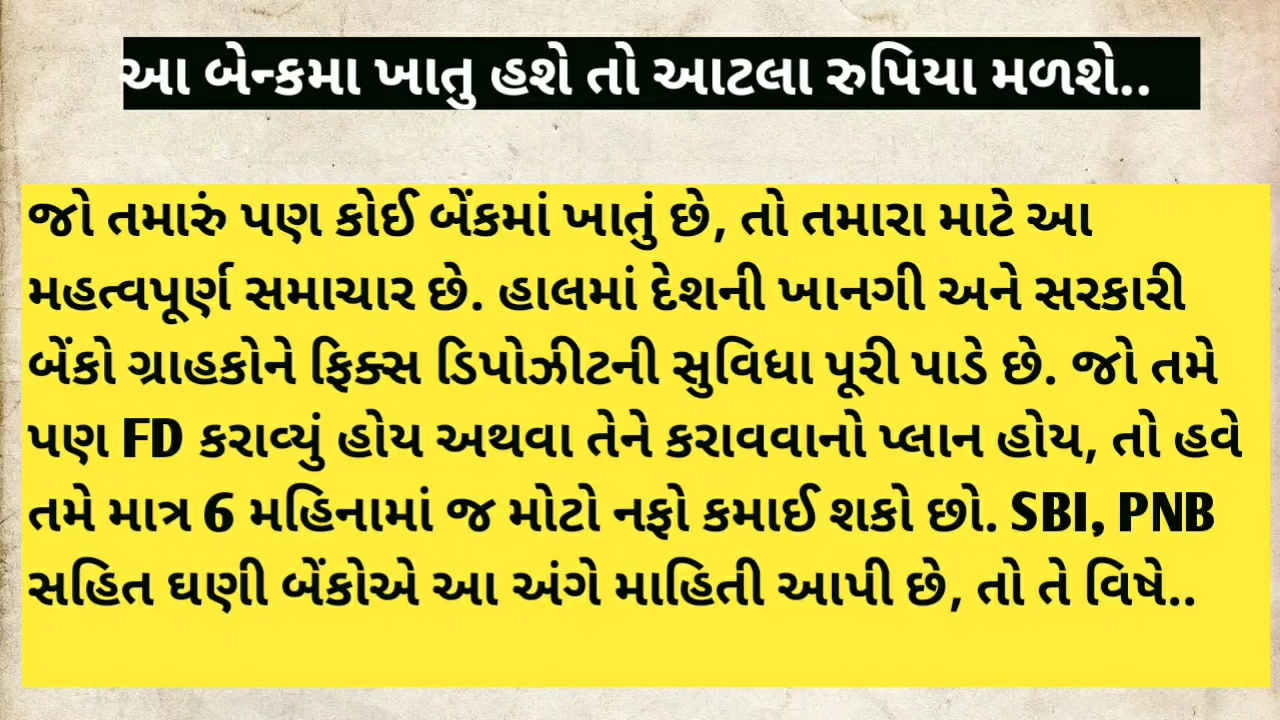 આ બેન્કમા ખાતુ હશે તો આટલા રુપિયા મળશે..
જો તમારું પણ કોઈ બેંકમાં ખાતું છે, તો તમારા માટે આ
મહત્વપૂર્ણ સમાચાર છે. હાલમાં દેશની ખાનગી અને સરકારી
બેંકો ગ્રાહકોને ફિક્સ ડિપોઝીટની સુવિધા પૂરી પાડે છે. જો તમે
પણ FD કરાવ્યું હોય અથવા તેને કરાવવાનો પ્લાન હોય, તો હવે
તમે માત્ર 6 મહિનામાં જ મોટો નફો કમાઈ શકો છો. SBI, PNB
સહિત ઘણી બેંકોએ આ અંગે માહિતી આપી છે, તો તે વિષે..